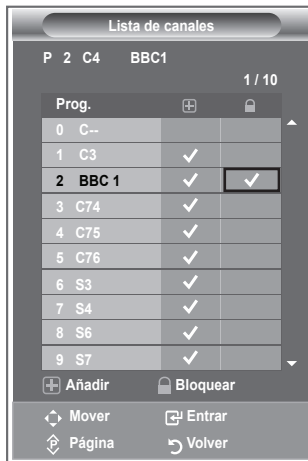 Lista de canales
P 2 C4 BBC1
1 / 10
Prog.
0 C--
1 C3
2 BBC 1
3 C74
4 C75
5 C76
6 S3
7 S4
8 S6
9 S7
Añadir Bloquear
Mover Entrar
P Página Volver